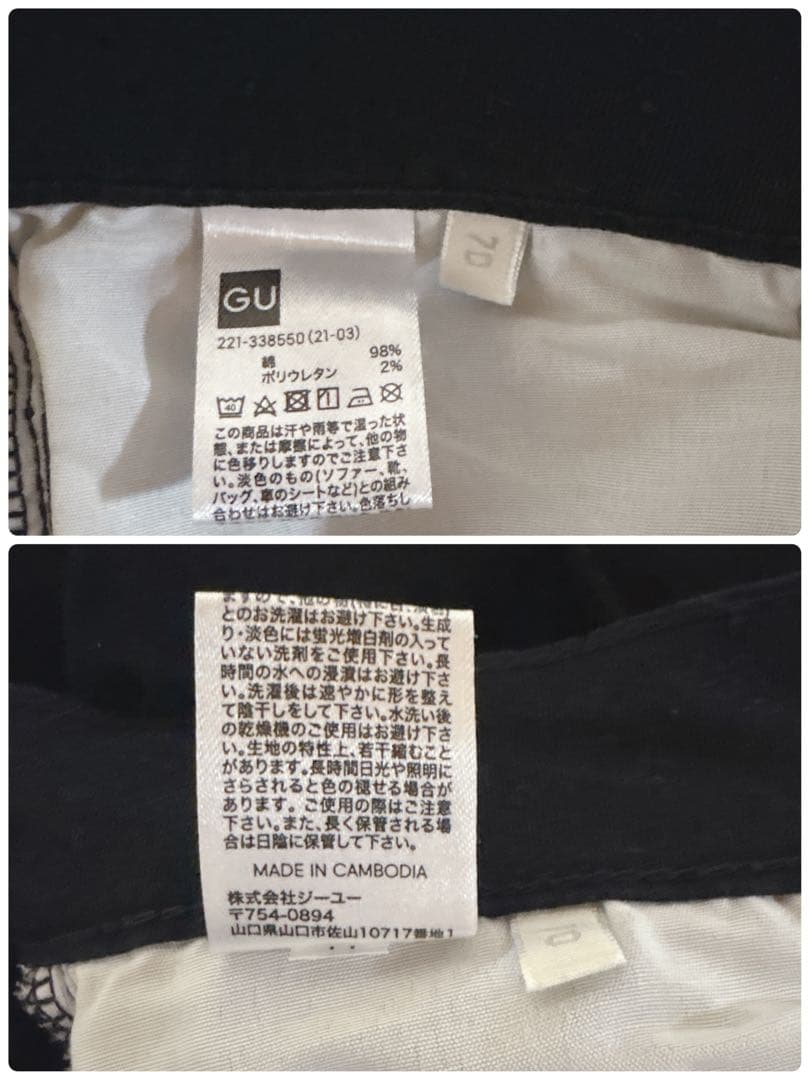 GU
70
221-338550(21-03)
綿 98%
ポリウレタン 2%
40
この商品は汗や雨等で湿った状
態、または摩擦によって、他の物
に色移りしますのでご注意下さ
い。淡色のもの(ソファー、靴、
バッグ、車のシートなど)との組み
合わせはお避け下さい。色落ちし
ますので、他の物(特に白、淡色)
とのお洗濯はお避け下さい。生成
り・淡色には蛍光増白剤の入って
いない洗剤をご使用下さい。長
時間の水への浸漬はお避け下さ
い。洗濯後は速やかに形を整え
て陰干しをして下さい。水洗い後
の乾燥機のご使用はお避け下さ
い。生地の特性上、若干縮むこと
があります。長時間日光や照明に
さらされると色の褪せる場合が
あります。ご使用の際はご注意
下さい。また、長く保管される場
合は日陰に保管して下さい。
MADE IN CAMBODIA
株式会社ジーユー
〒754-0894
山口県山口市佐山10717番地1